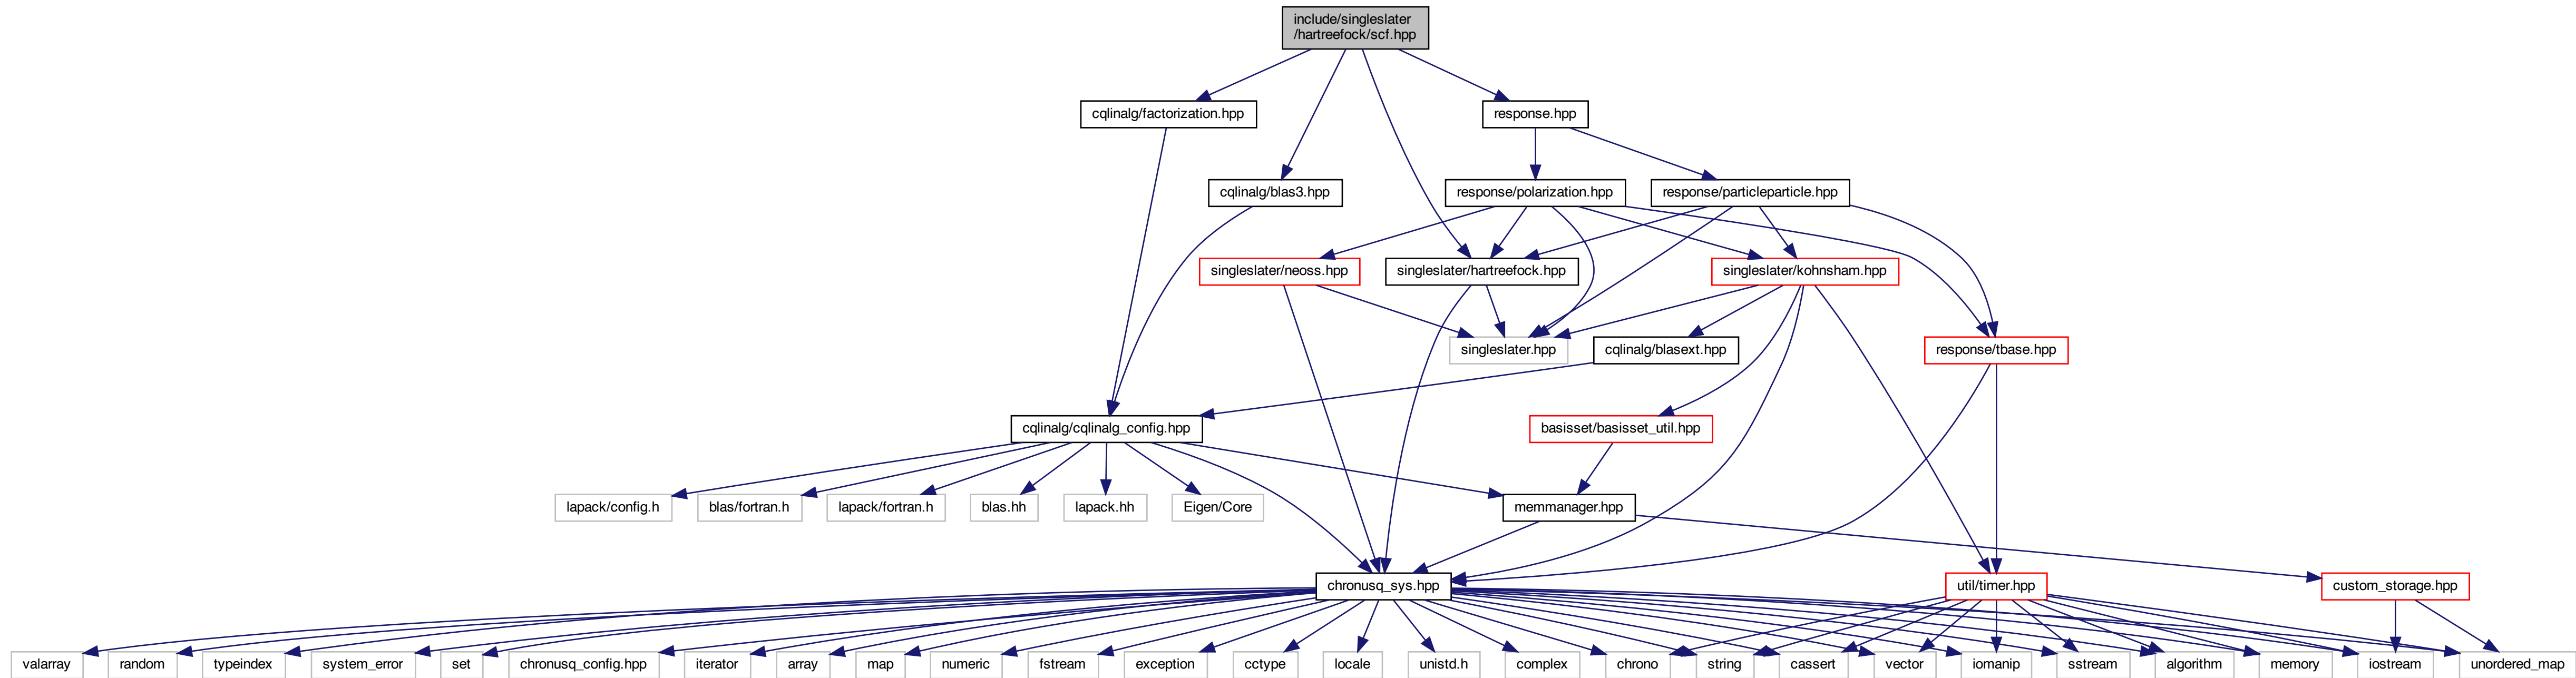 include/singleslater
/hartreefock/scf.hpp
cqlinalg/factorization.hpp
response.hpp
cqlinalg/blas3.hpp
response/polarization.hpp
response/particleparticle.hpp
singleslater/neoss.hpp
singleslater/hartreefock.hpp
singleslater/kohnsham.hpp
singleslater.hpp
cqlinalg/blasext.hpp
response/tbase.hpp
cqlinalg/cqlinalg_config.hpp
basisset/basisset_util.hpp
lapack/config.h
blas/fortran.h
lapack/fortran.h
blas.hh
lapack.hh
Eigen/Core
memmanager.hpp
chronusq_sys.hpp
util/timer.hpp
custom_storage.hpp
valarray
random
typeindex
system_error
set
chronusq_config.hpp
iterator
array
map
numeric
fstream
exception
cctype
locale
unistd.h
complex
chrono
string
cassert
vector
iomanip
sstream
algorithm
memory
iostream
unordered_map